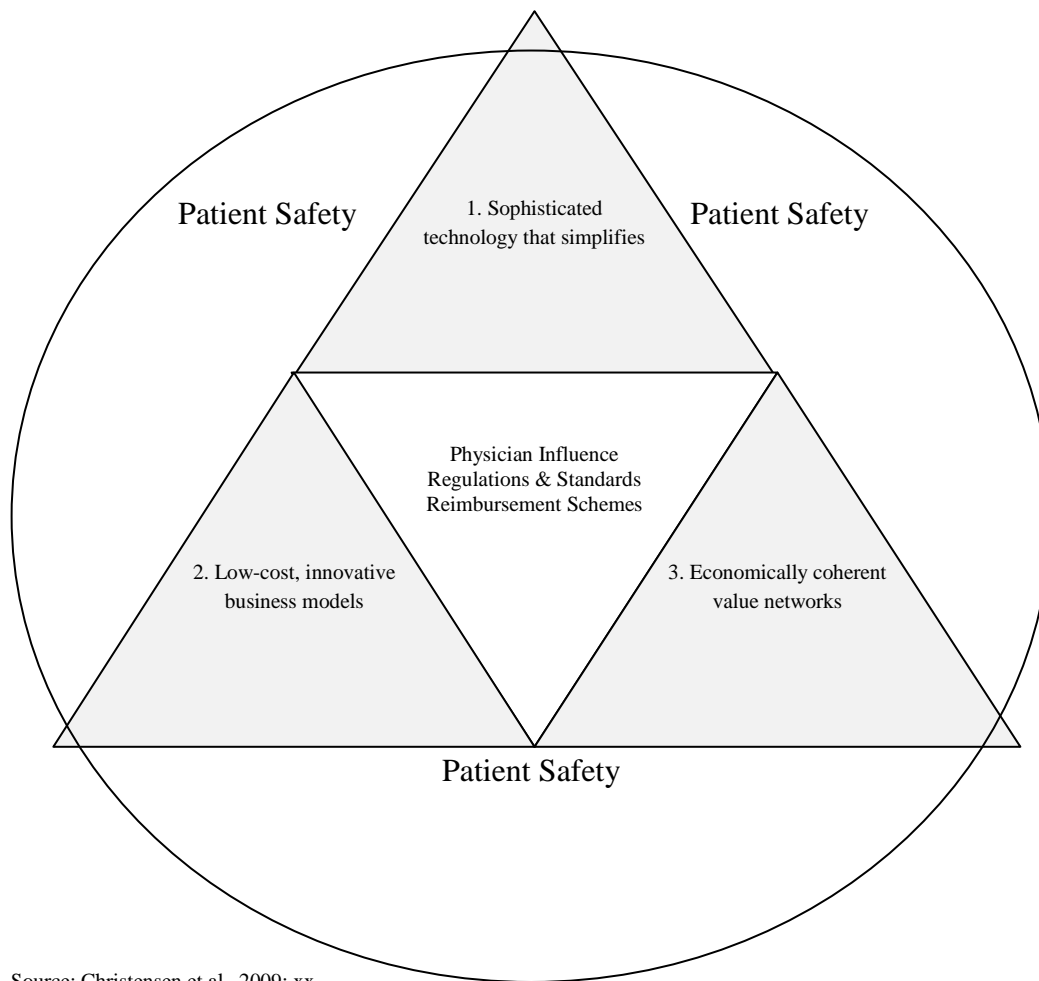 Patient Safety
1. Sophisticated
technology that simplifies
Patient Safety
Physician Influence
Regulations & Standards
Reimbursement Schemes
2. Low-cost, innovative
business models
3. Economically coherent
value networks
Patient Safety
Source: Christensen et al., 2009: xx